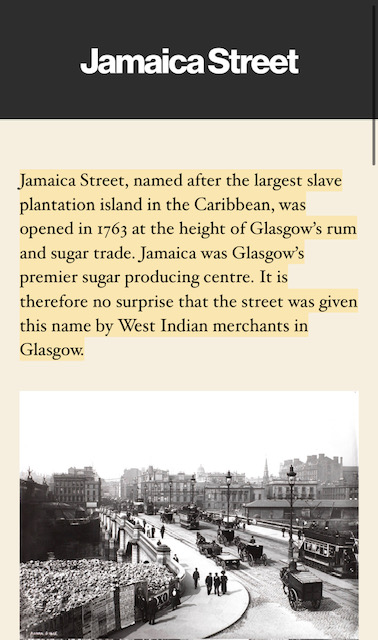 Jamaica Street
Jamaica Street, named after the largest slave
plantation island in the Caribbean, was
opened in 1763 at the height of Glasgow's rum
and sugar trade. Jamaica was Glasgow's
premier sugar producing centre. It is
therefore no surprise that the street was given
this name by West Indian merchants in
Glasgow.